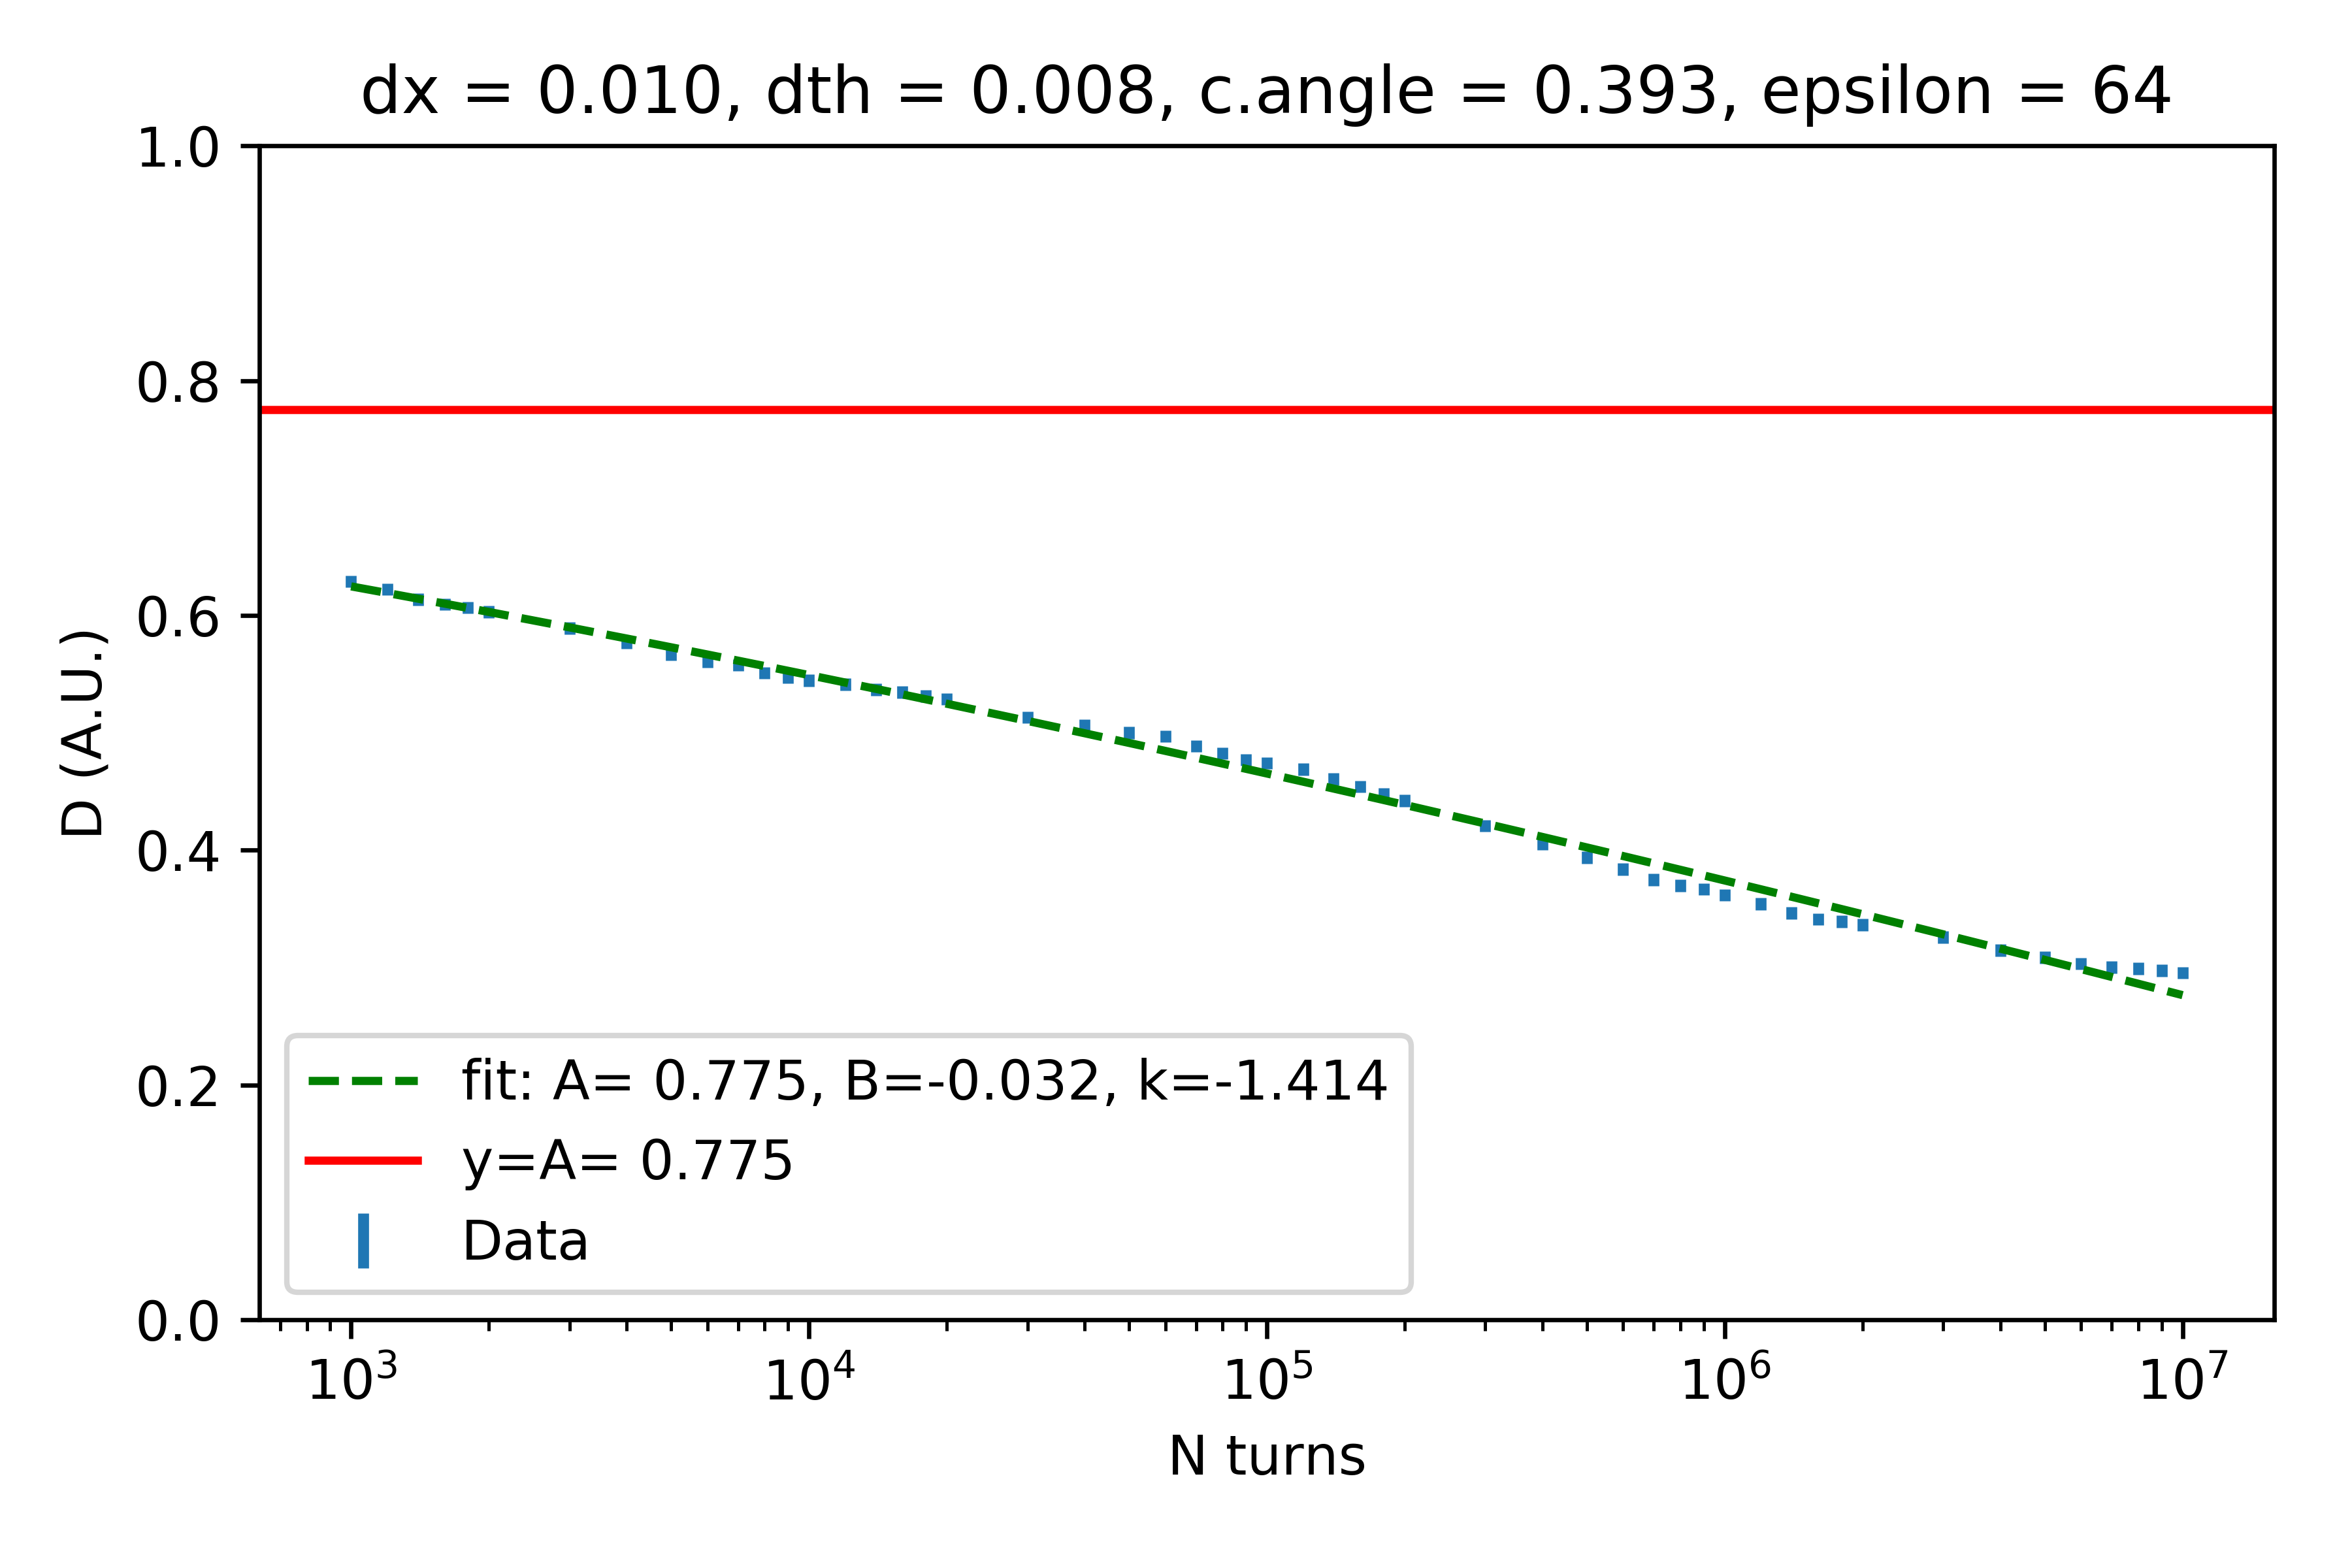 dx = 0.010, dth = 0.008, c.angle = 0.393, epsilon = 64
1.0
0.8
0.6
0.4
0.2
0.0
D (A.U.)
fit: A= 0.775, B=-0.032, k=-1.414
y=A= 0.775
Data
10³ 10⁴ 10⁵ 10⁶ 10⁷
N turns